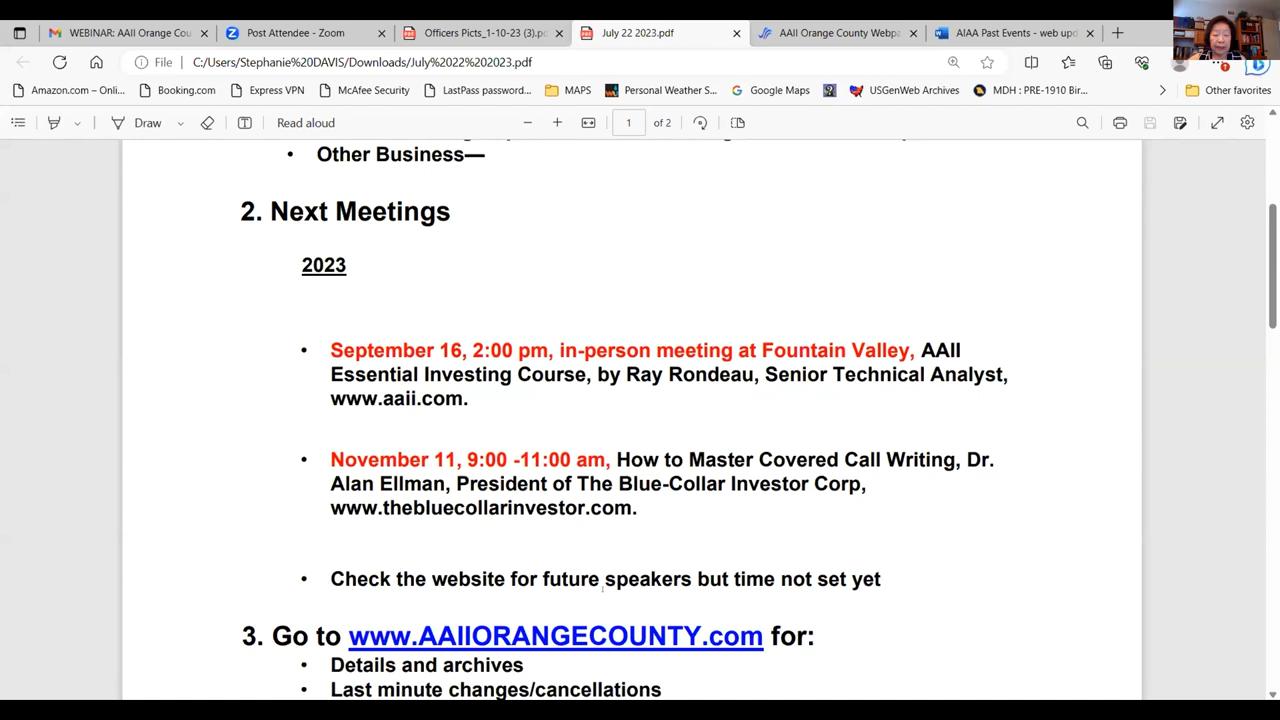 WEBINAR: AAII Orange Cou
Post Attendee - Zoom
Officers Picts_1-10-23 (3).p
July 22 2023.pdf
AAII Orange County Webpa
AIAA Past Events - web up
File
C:/Users/Stephanie%20DAVIS/Downloads/July%2022%202023.pdf
Amazon.com – Onli...
Booking.com
Express VPN
McAfee Security
LastPass password...
MAPS
Personal Weather S...
Google Maps
USGenWeb Archives
MDH : PRE-1910 Bir...
Other favorites
Draw
Read aloud
1
of 2
• Other Business—
2. Next Meetings
2023
• September 16, 2:00 pm, in-person meeting at Fountain Valley, AAII
Essential Investing Course, by Ray Rondeau, Senior Technical Analyst,
www.aaii.com.
• November 11, 9:00 -11:00 am, How to Master Covered Call Writing, Dr.
Alan Ellman, President of The Blue-Collar Investor Corp,
www.thebluecollarinvestor.com.
• Check the website for future speakers but time not set yet
3. Go to www.AAIIORANGECOUNTY.com for:
• Details and archives
• Last minute changes/cancellations